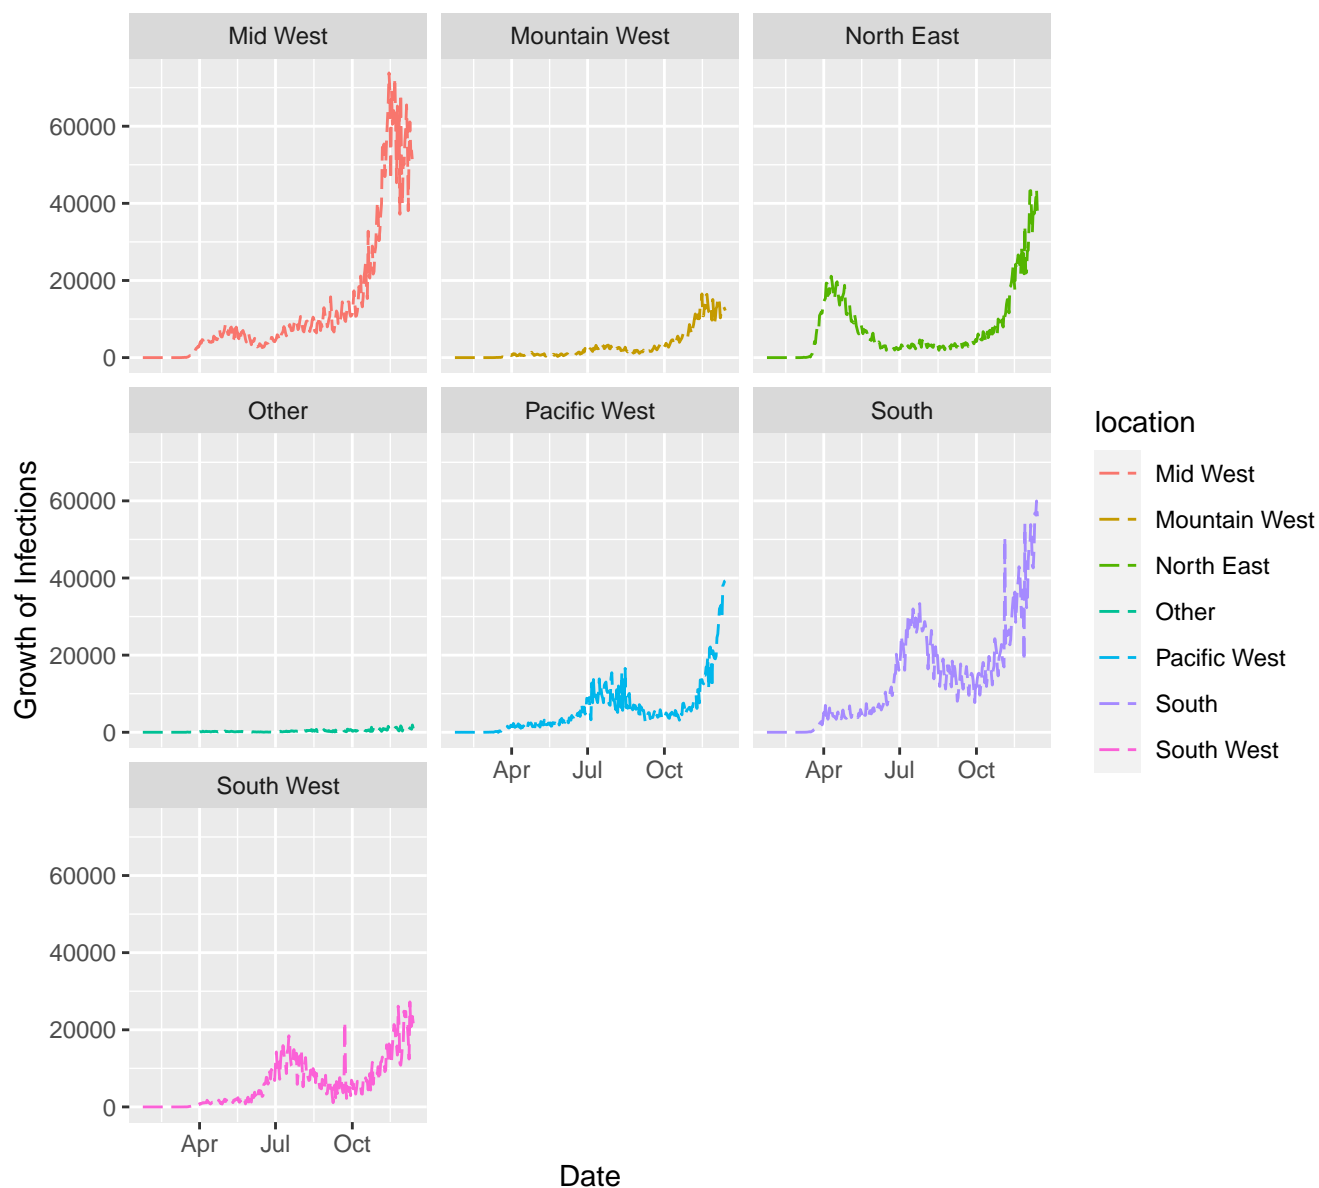 Mid West
Mountain West
North East
60000
40000
20000
0
Other
Pacific West
South
60000
40000
20000
0
Apr
Jul
Oct
Apr
Jul
Oct
South West
60000
40000
20000
0
Apr
Jul
Oct
Growth of Infections
Date
location
Mid West
Mountain West
North East
Other
Pacific West
South
South West